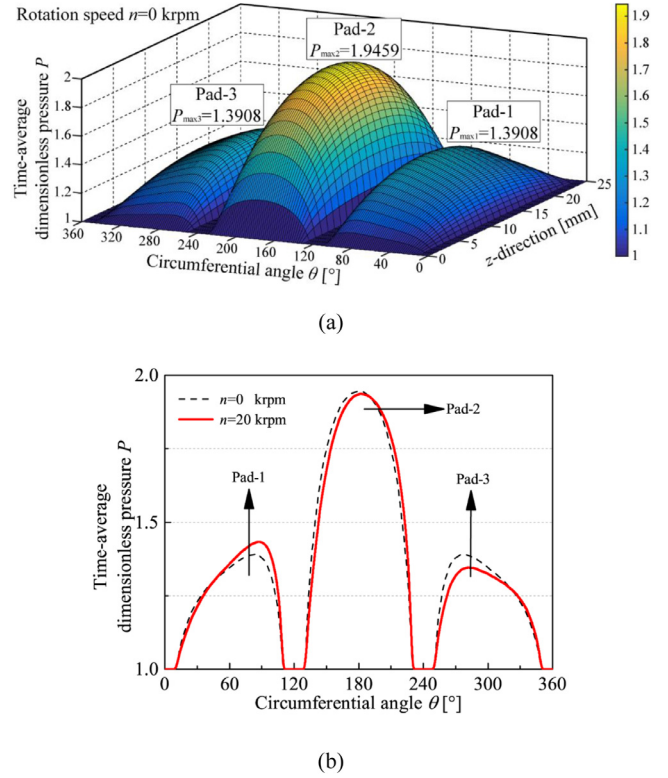 Rotation speed n=0 krpm
Pad-2
Pmax2=1.9459
Pad-3
Pmax3=1.3908
Pad-1
Pmax1=1.3908
Time-average
dimensionless pressure P
2
1.8
1.6
1.4
1.2
1
360
320
280
240
200
160
120
80
40
0
Circumferential angle θ [°]
0
5
10
15
20
25
z-direction [mm]
1.9
1.8
1.7
1.6
1.5
1.4
1.3
1.2
1.1
1
(a)
Time-average
dimensionless pressure P
2.0
1.5
1.0
n=0 krpm
n=20 krpm
Pad-1
Pad-2
Pad-3
0 60 120 180 240 300 360
Circumferential angle θ [°]
(b)